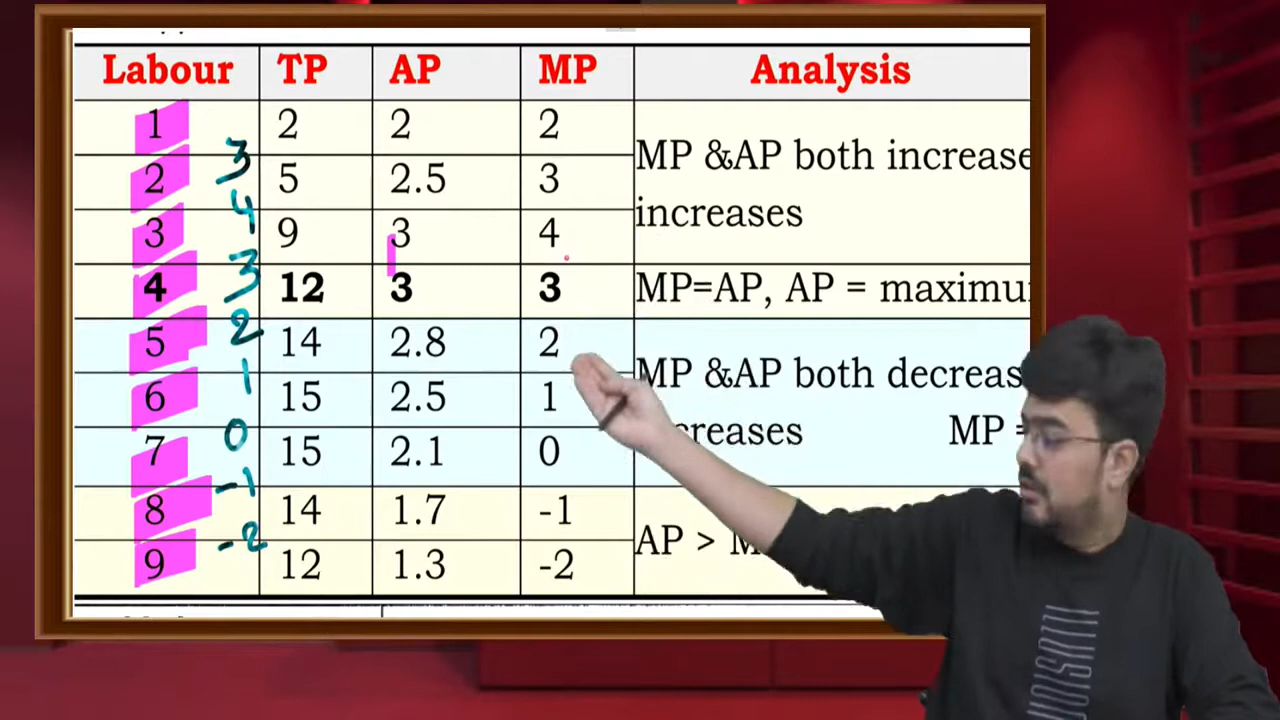 Labour TP AP MP Analysis
1 2 2 2
MP &AP both increase
3
2 5 2.5 3
increases
4
3 9 3 4
3
4 12 3 3 MP=AP, AP = maximu
2
5 14 2.8 2
MP &AP both decreas
1
6 15 2.5 1
creases MP =
0
7 15 2.1 0
-1
8 14 1.7 -1
AP > M
-2
9 12 1.3 -2
ILLUSION